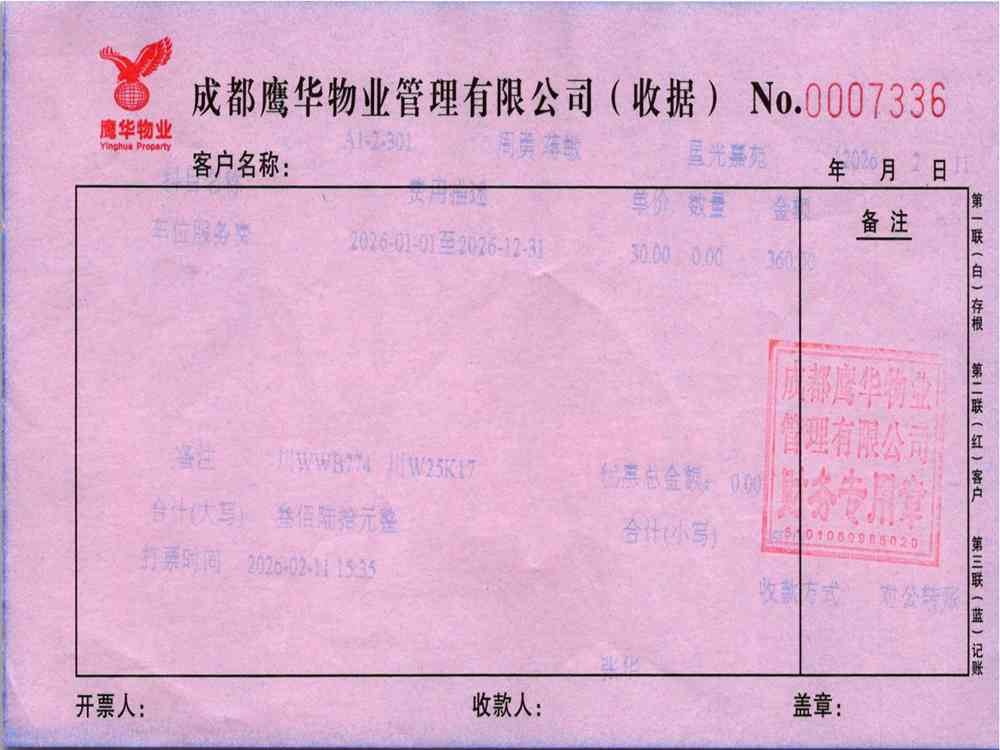 鹰华物业
Yinghua Property
成都鹰华物业管理有限公司（收据） No.0007336
A1-2-301 周勇 蒋敏 星光嘉苑 2026 2 11
客户名称： 年 月 日
科目名称 费用描述 单价 数量 金额
备注
车位服务费 2026-01-01至2026-12-31 30.00 0.00 360.00
第一联（白）存根
第二联（红）客户
第三联（蓝）记账
成都鹰华物业
管理有限公司
财务专用章
备注 川WWB774 川W25K17 优惠总金额： 0.00
合计(大写) 叁佰陆拾元整 合计(小写)
打票时间 2026-02-11 15:35
收款方式 对公转账
张华
开票人： 收款人： 盖章：